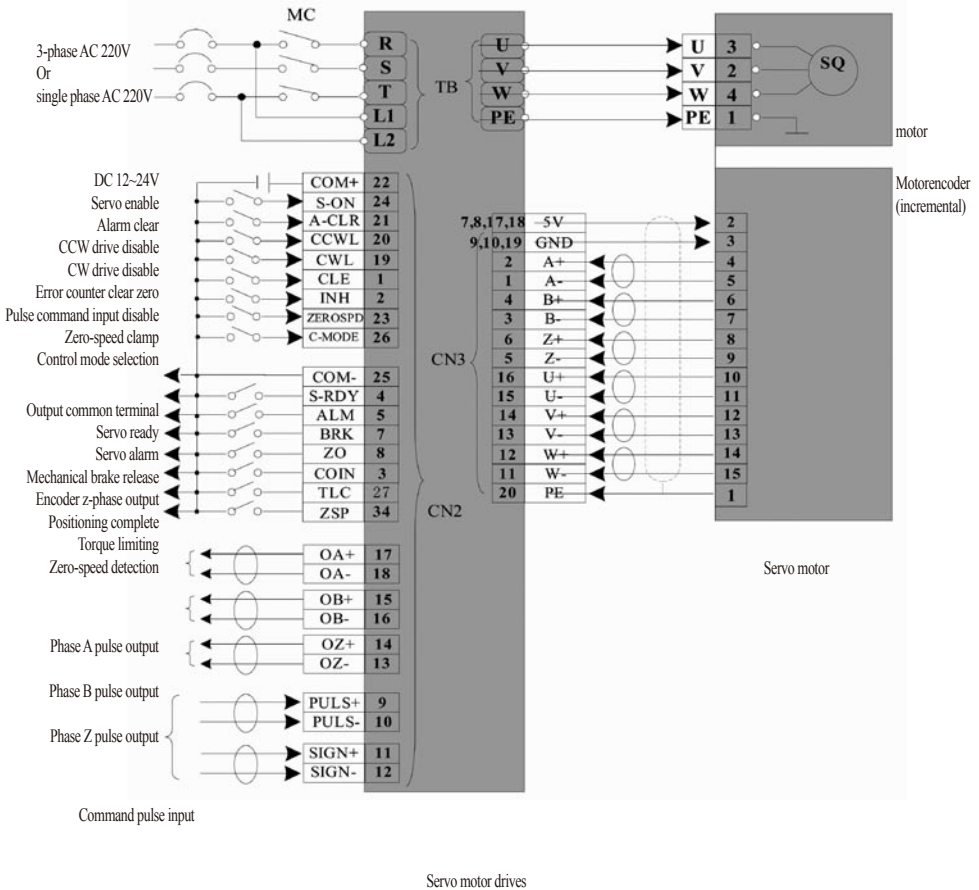 MC
3-phase AC 220V
Or
single phase AC 220V
R
S
T
L1
L2
TB
U
V
W
PE
U 3
V 2
W 4
PE 1
SQ
motor
DC 12~24V
Servo enable
Alarm clear
CCW drive disable
CW drive disable
Error counter clear zero
Pulse command input disable
Zero-speed clamp
Control mode selection
COM+ 22
S-ON 24
A-CLR 21
CCWL 20
CWL 19
CLE 1
INH 2
ZEROSPD 23
C-MODE 26
Output common terminal
Servo ready
Servo alarm
Mechanical brake release
Encoder z-phase output
Positioning complete
Torque limiting
Zero-speed detection
COM- 25
S-RDY 4
ALM 5
BRK 7
ZO 8
COIN 3
TLC 27
ZSP 34
CN2
OA+ 17
OA- 18
OB+ 15
OB- 16
OZ+ 14
OZ- 13
Phase A pulse output
Phase B pulse output
Phase Z pulse output
PULS+ 9
PULS- 10
SIGN+ 11
SIGN- 12
Command pulse input
CN3
7,8,17,18 5V 2
9,10,19 GND 3
2 A+ 4
1 A- 5
4 B+ 6
3 B- 7
6 Z+ 8
5 Z- 9
16 U+ 10
15 U- 11
14 V+ 12
13 V- 13
12 W+ 14
11 W- 15
20 PE 1
Motorencoder
(incremental)
Servo motor
Servo motor drives